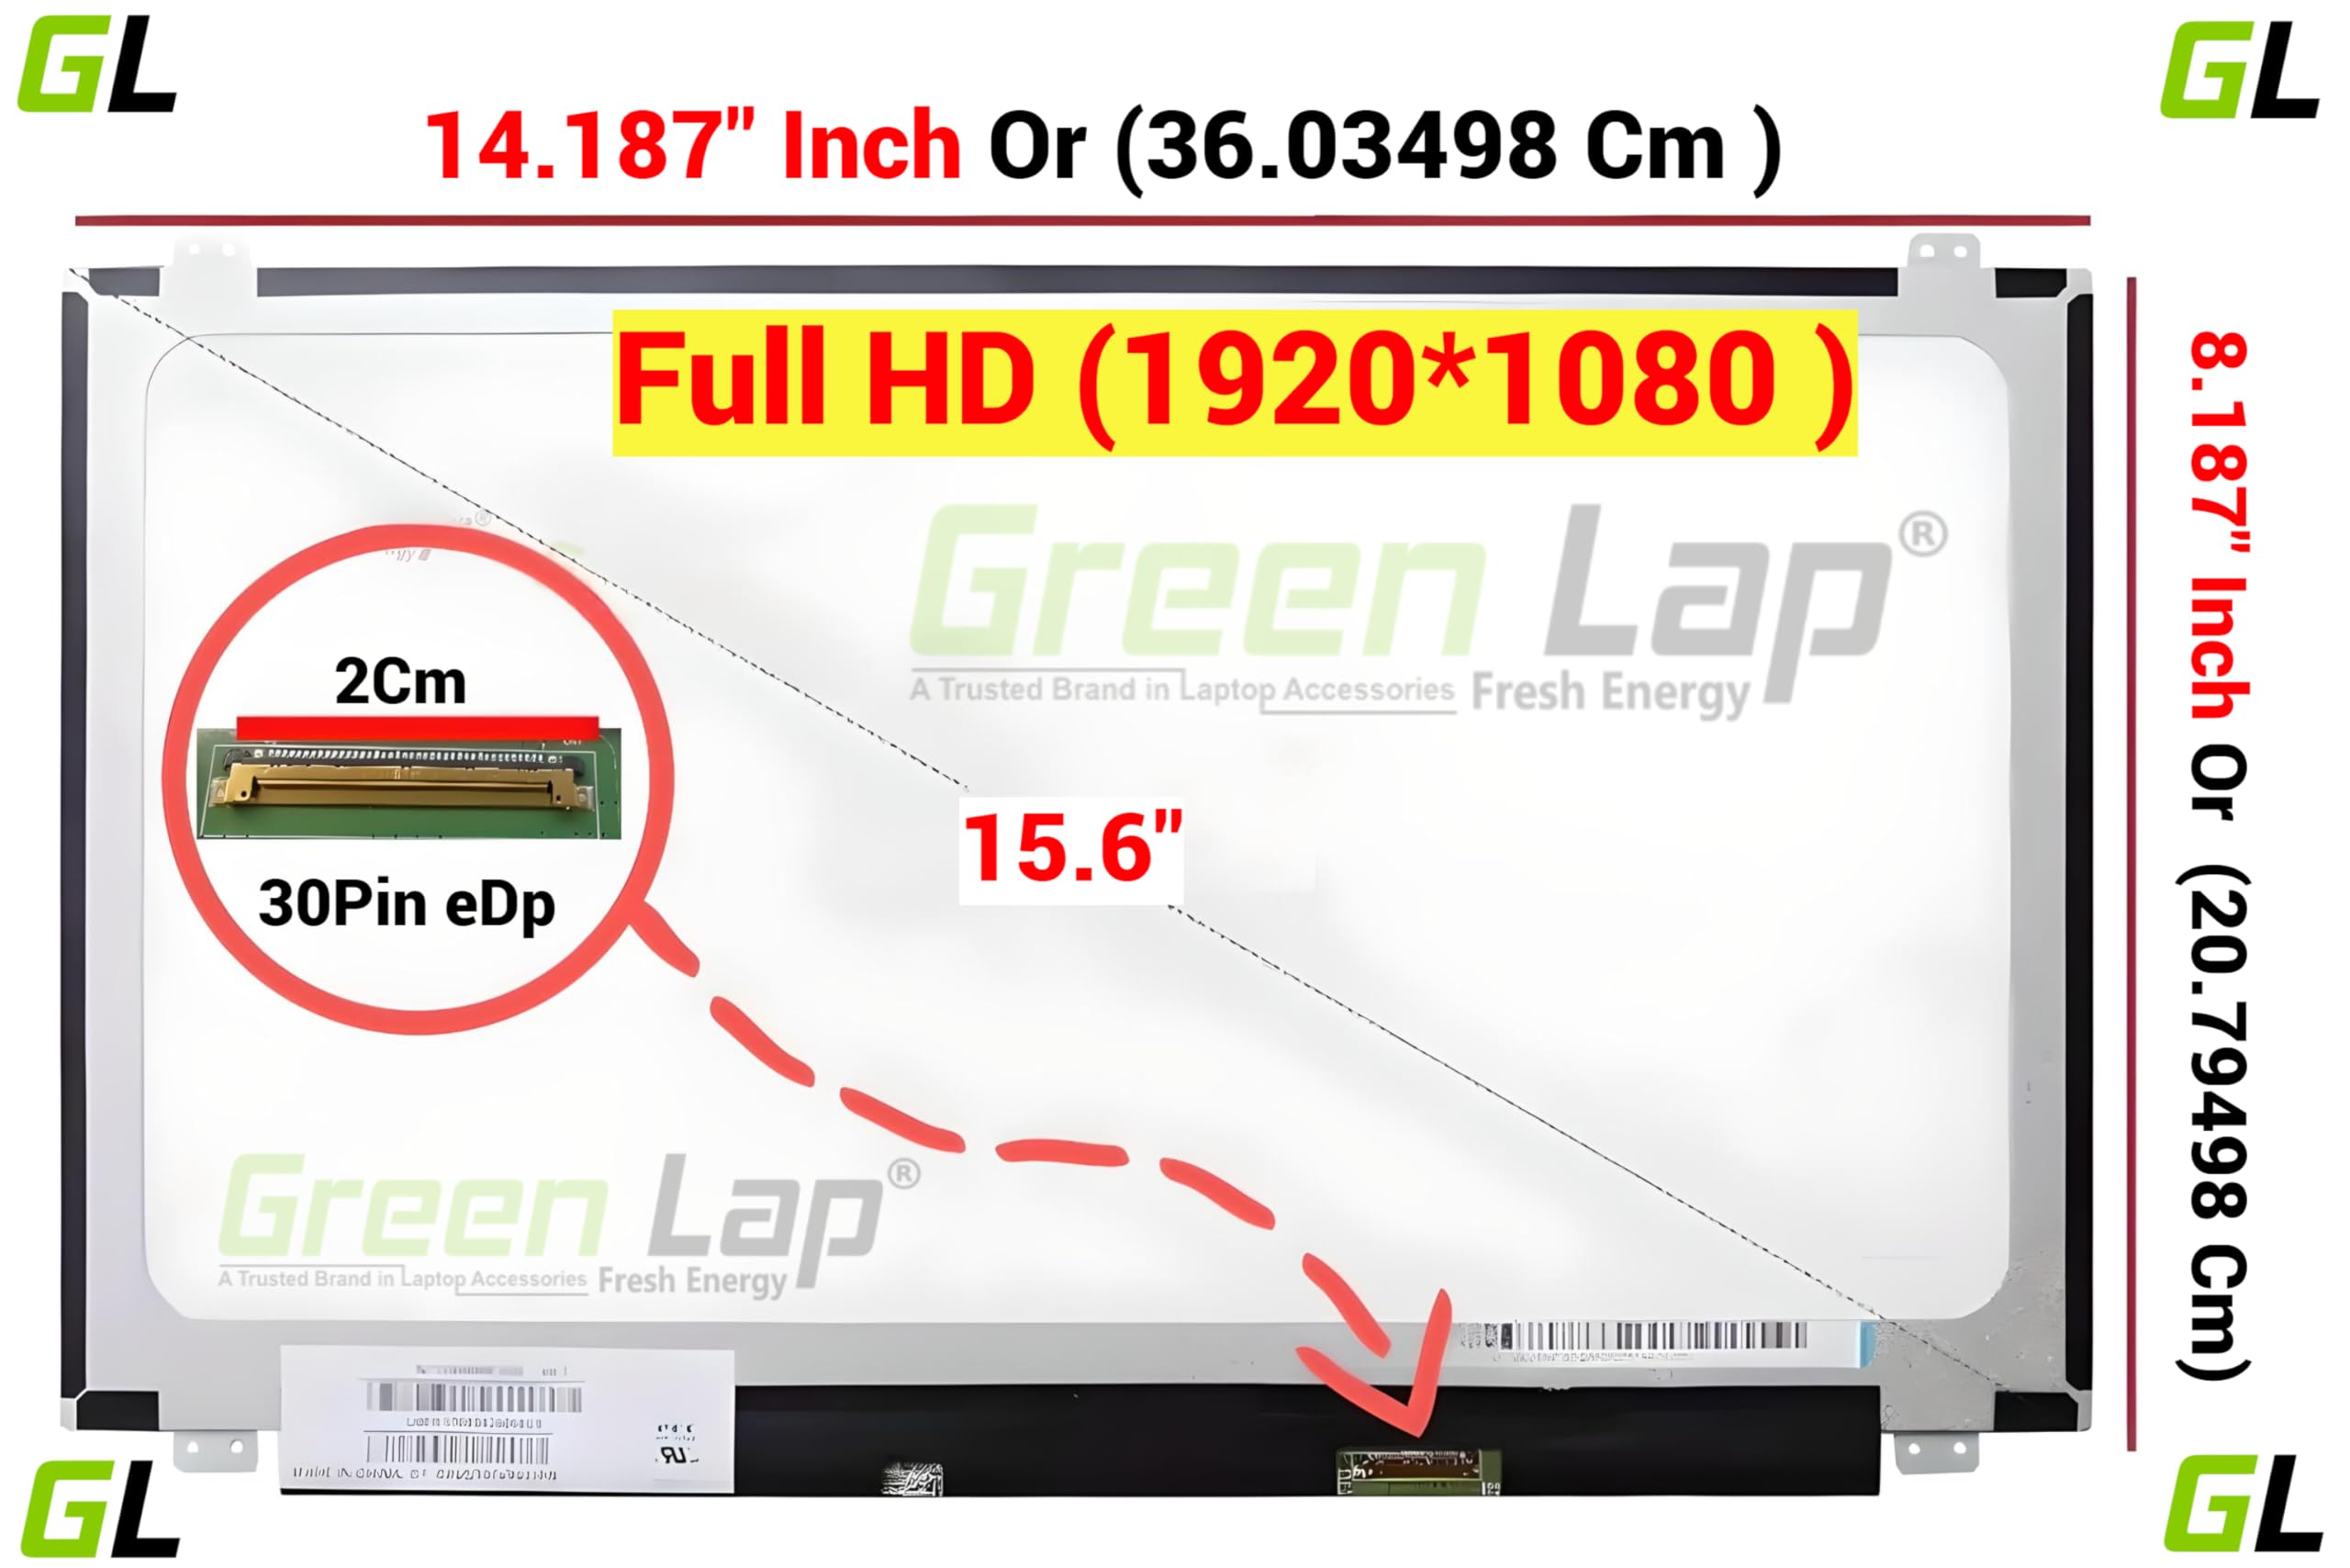 GL
GL
14.187" Inch Or (36.03498 Cm )
Full HD (1920*1080 )
8.187" Inch Or (20.79498 Cm)
Green Lap®
A Trusted Brand in Laptop Accessories Fresh Energy
2Cm
30Pin eDp
15.6"
Green Lap®
A Trusted Brand in Laptop Accessories Fresh Energy
GL
GL